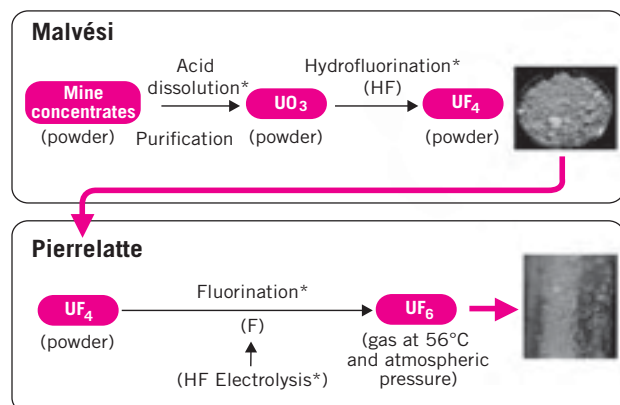 Malvési
Acid
dissolution*
Hydrofluorination*
(HF)
Mine
concentrates
UO₃
UF₄
(powder)
Purification
(powder)
(powder)
Pierrelatte
Fluorination*
UF₄
UF₆
(powder)
(F)
(gas at 56°C
and atmospheric
pressure)
(HF Electrolysis*)